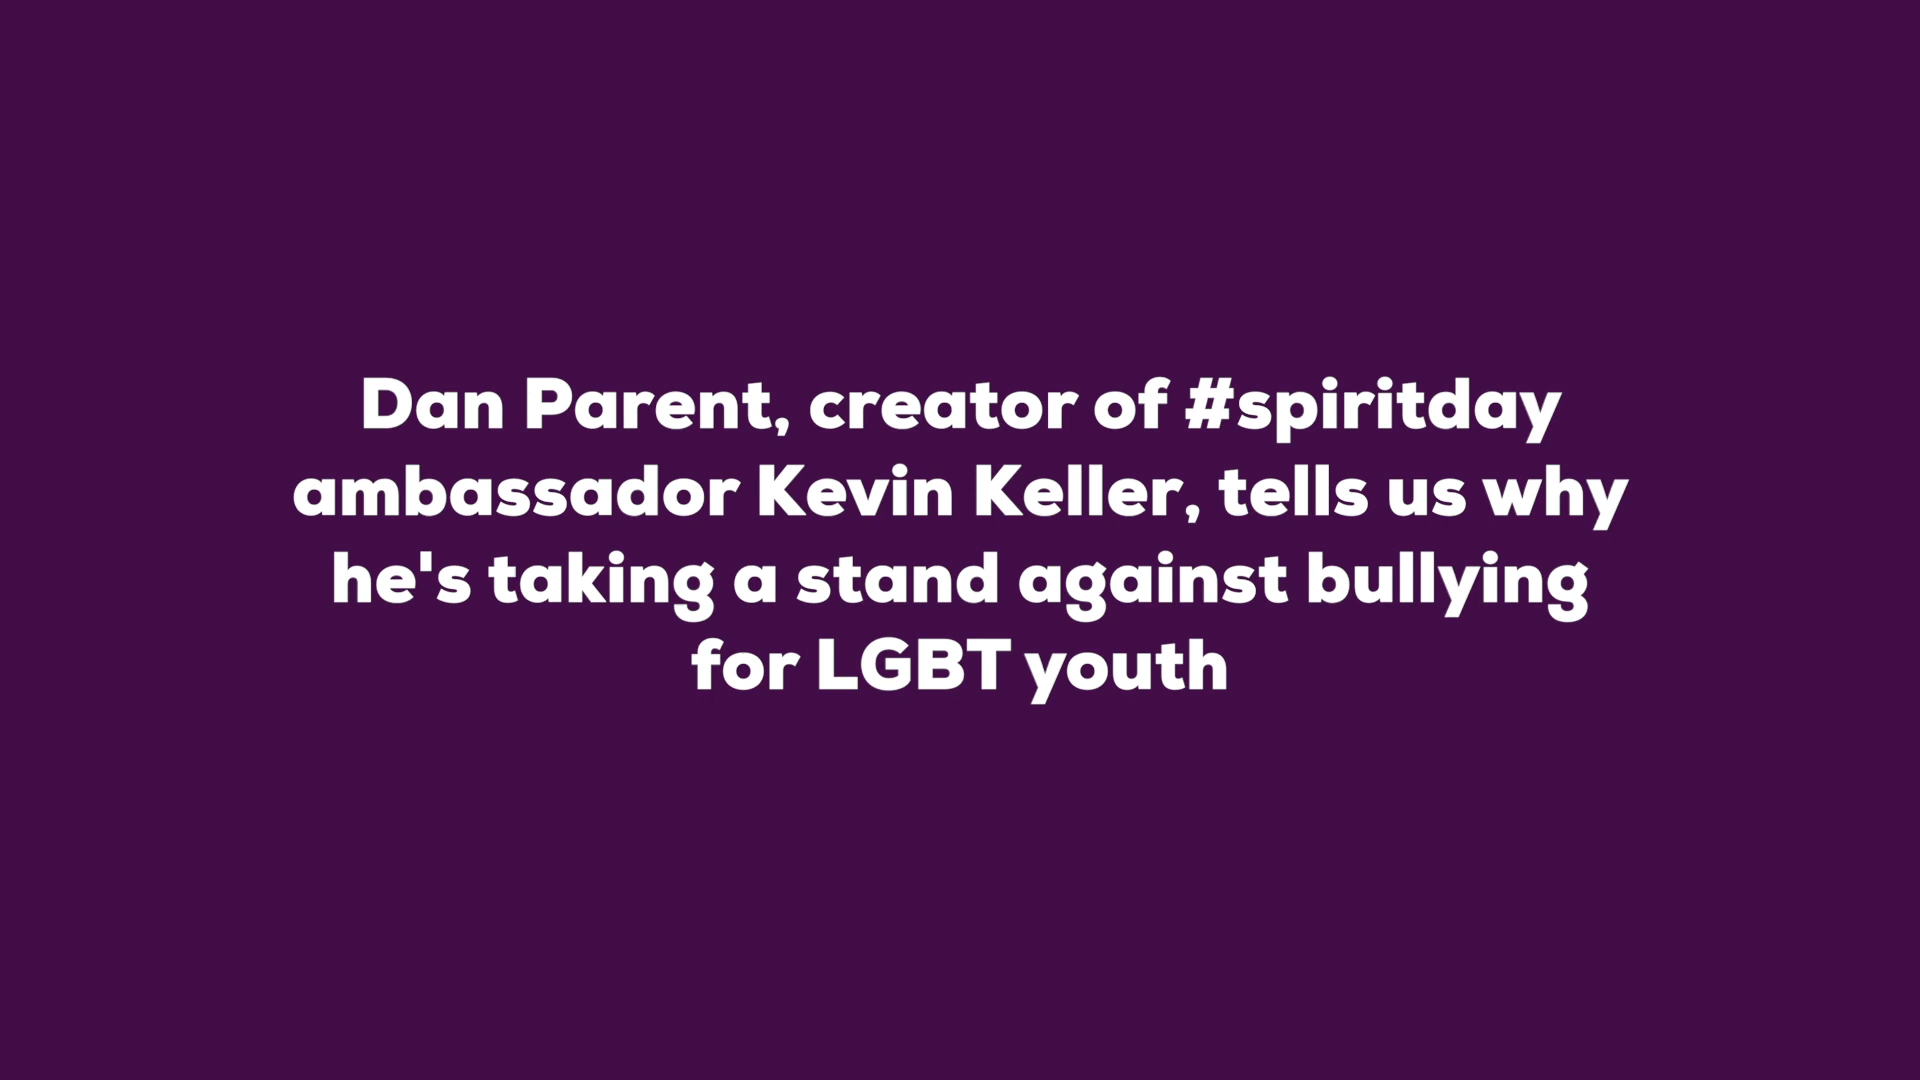 Dan Parent, creator of #spiritday
ambassador Kevin Keller, tells us why
he's taking a stand against bullying
for LGBT youth